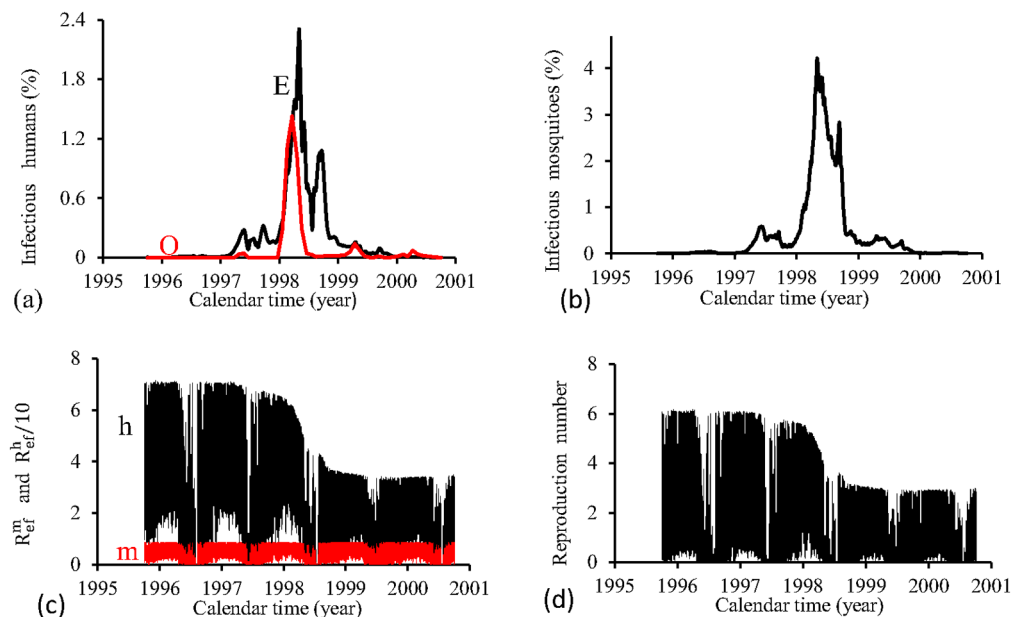 2.4
1.8
1.2
0.6
0
Infectious humans (%)
E
O
1995 1996 1997 1998 1999 2000 2001
Calendar time (year)
(a)
4
3
2
1
0
Infectious mosquitoes (%)
1995 1996 1997 1998 1999 2000 2001
Calendar time (year)
(b)
8
6
4
2
0
R^m_ef and R^h_ef/10
h
m
1995 1996 1997 1998 1999 2000 2001
Calendar time (year)
(c)
8
6
4
2
0
Reproduction number
1995 1996 1997 1998 1999 2000 2001
Calendar time (year)
(d)